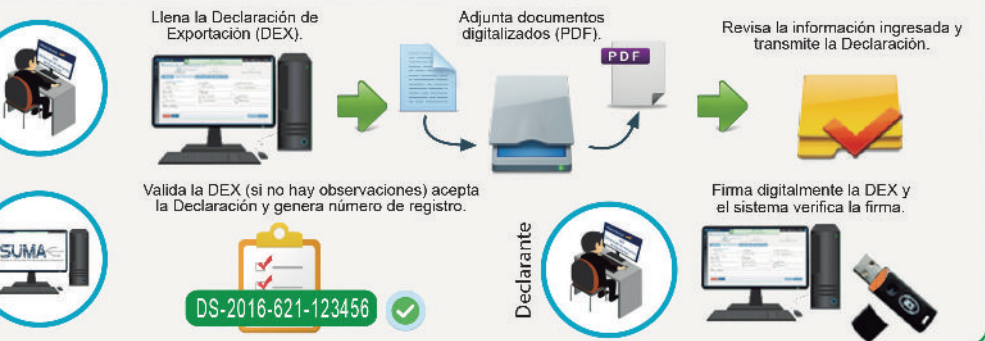 Llena la Declaración de
Exportación (DEX).
Adjunta documentos
digitalizados (PDF).
PDF
Revisa la información ingresada y
transmite la Declaración.
SUMA
Valida la DEX (si no hay observaciones) acepta
la Declaración y genera número de registro.
DS-2016-621-123456
Declarante
Firma digitalmente la DEX y
el sistema verifica la firma.